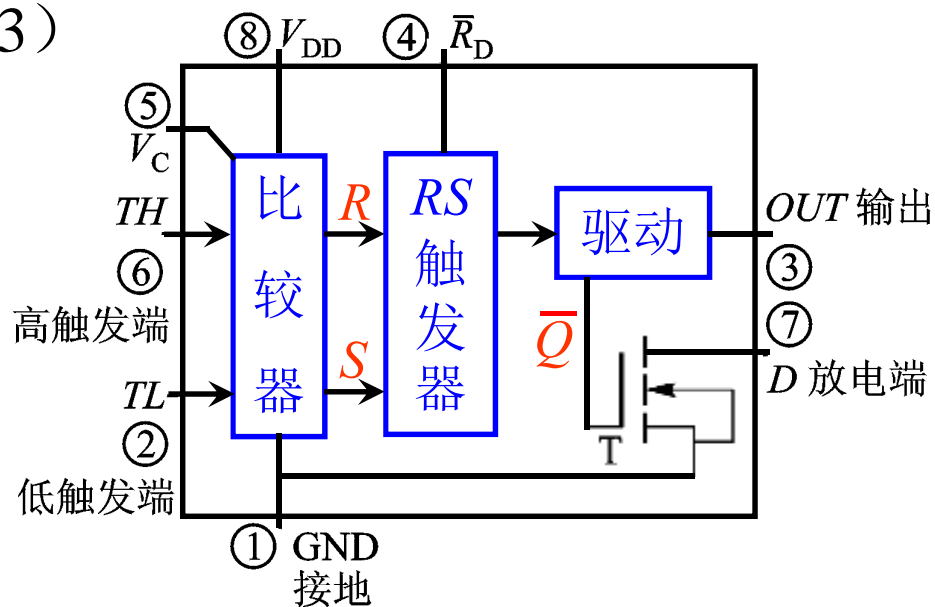 3）
⑧ V_DD
④ R̅_D
⑤
V_C
TH
⑥
高触发端
TL
②
低触发端
比较器
R
S
RS触发器
驱动
Q̅
T
OUT 输出
③
⑦
D 放电端
① GND
接地